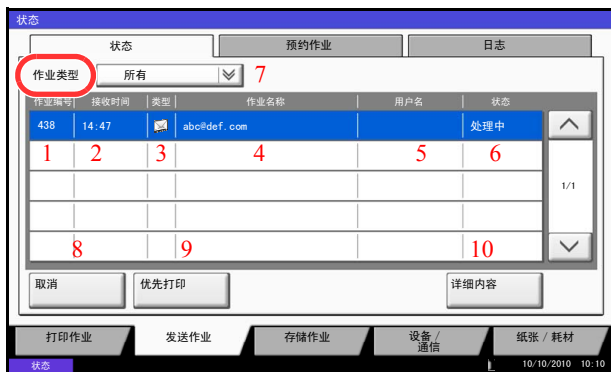 状态
状态 预约作业 日志
作业类型 所有 7
作业编号 接收时间 类型 作业名称 用户名 状态
438 14:47 abc@def.com 处理中
1 2 3 4 5 6
1/1
8 9 10
取消 优先打印 详细内容
打印作业 发送作业 存储作业 设备 / 通信 纸张 / 耗材
状态 10/10/2010 10:10